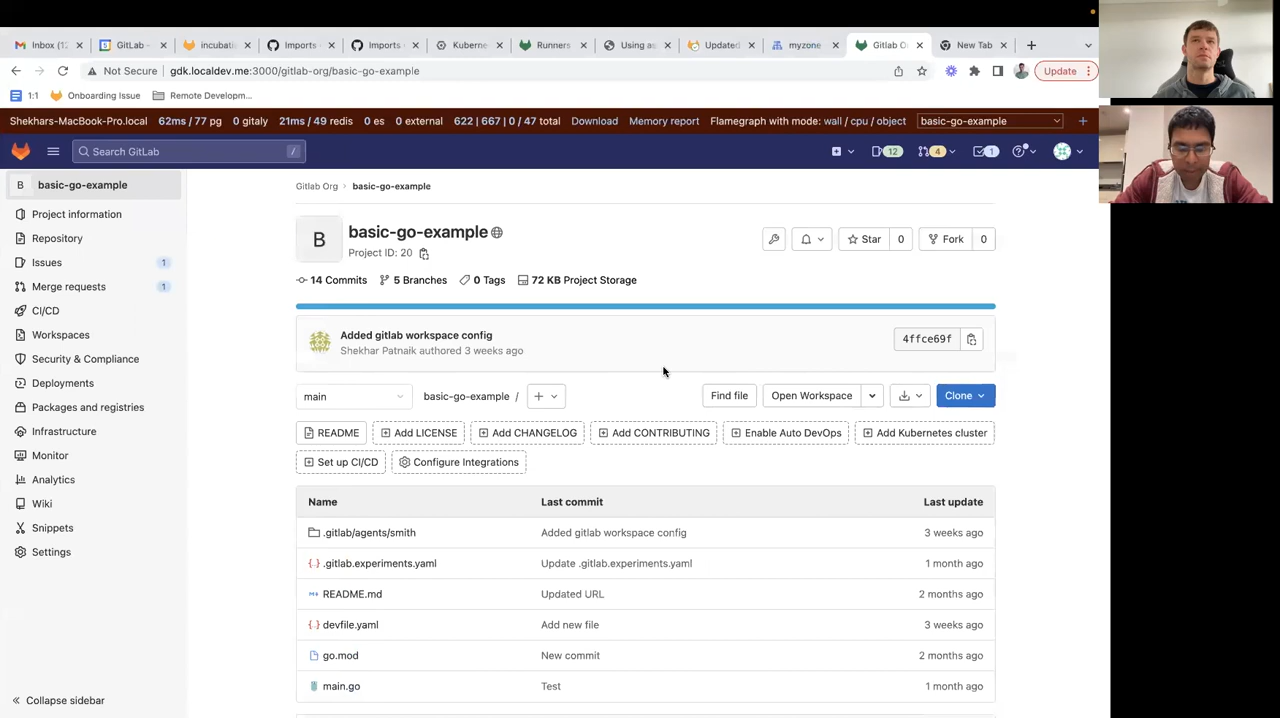 Inbox (12
GitLab –
incubati
Imports ·
Imports ·
Kuberne
Runners
Using as
Updated
myzone
Gitlab O
New Tab
Not Secure
gdk.localdev.me:3000/gitlab-org/basic-go-example
Update
1:1
Onboarding Issue
Remote Developm...
Shekhars-MacBook-Pro.local 62ms / 77 pg 0 gitaly 21ms / 49 redis 0 es 0 external 622 | 667 | 0 / 47 total Download Memory report Flamegraph with mode: wall / cpu / object basic-go-example
Search GitLab /
12
4
1
B basic-go-example
Project information
Repository
Issues 1
Merge requests 1
CI/CD
Workspaces
Security & Compliance
Deployments
Packages and registries
Infrastructure
Monitor
Analytics
Wiki
Snippets
Settings
Collapse sidebar
Gitlab Org › basic-go-example
B
basic-go-example
Project ID: 20
Star 0
Fork 0
14 Commits 5 Branches 0 Tags 72 KB Project Storage
Added gitlab workspace config
Shekhar Patnaik authored 3 weeks ago
4ffce69f
main
basic-go-example / +
Find file
Open Workspace
Clone
README
Add LICENSE
Add CHANGELOG
Add CONTRIBUTING
Enable Auto DevOps
Add Kubernetes cluster
Set up CI/CD
Configure Integrations
Name Last commit Last update
.gitlab/agents/smith Added gitlab workspace config 3 weeks ago
.gitlab.experiments.yaml Update .gitlab.experiments.yaml 1 month ago
README.md Updated URL 2 months ago
devfile.yaml Add new file 3 weeks ago
go.mod New commit 2 months ago
main.go Test 1 month ago